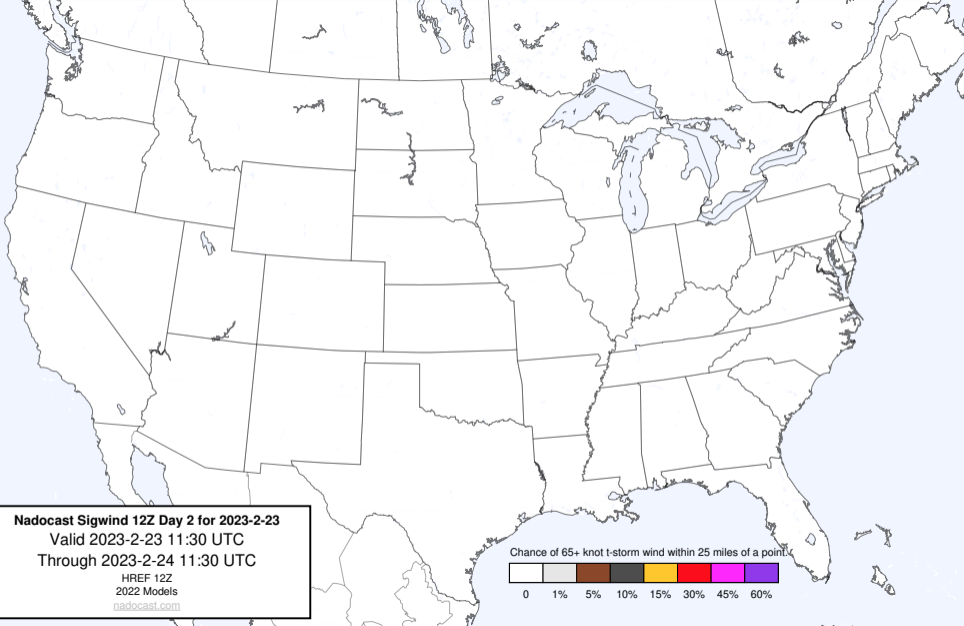 Nadocast Sigwind 12Z Day 2 for 2023-2-23
Valid 2023-2-23 11:30 UTC
Through 2023-2-24 11:30 UTC
HREF 12Z
2022 Models
nadocast.com
Chance of 65+ knot t-storm wind within 25 miles of a point.
0 1% 5% 10% 15% 30% 45% 60%